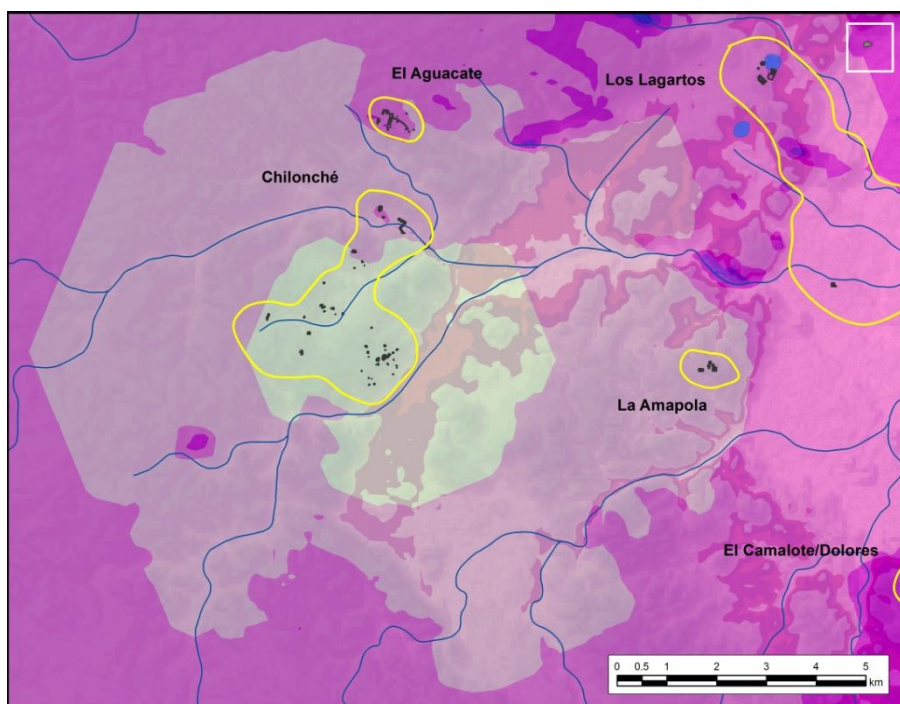 El Aguacate
Los Lagartos
Chilonché
La Amapola
El Camalote/Dolores
0 0.5 1 2 3 4 5
km